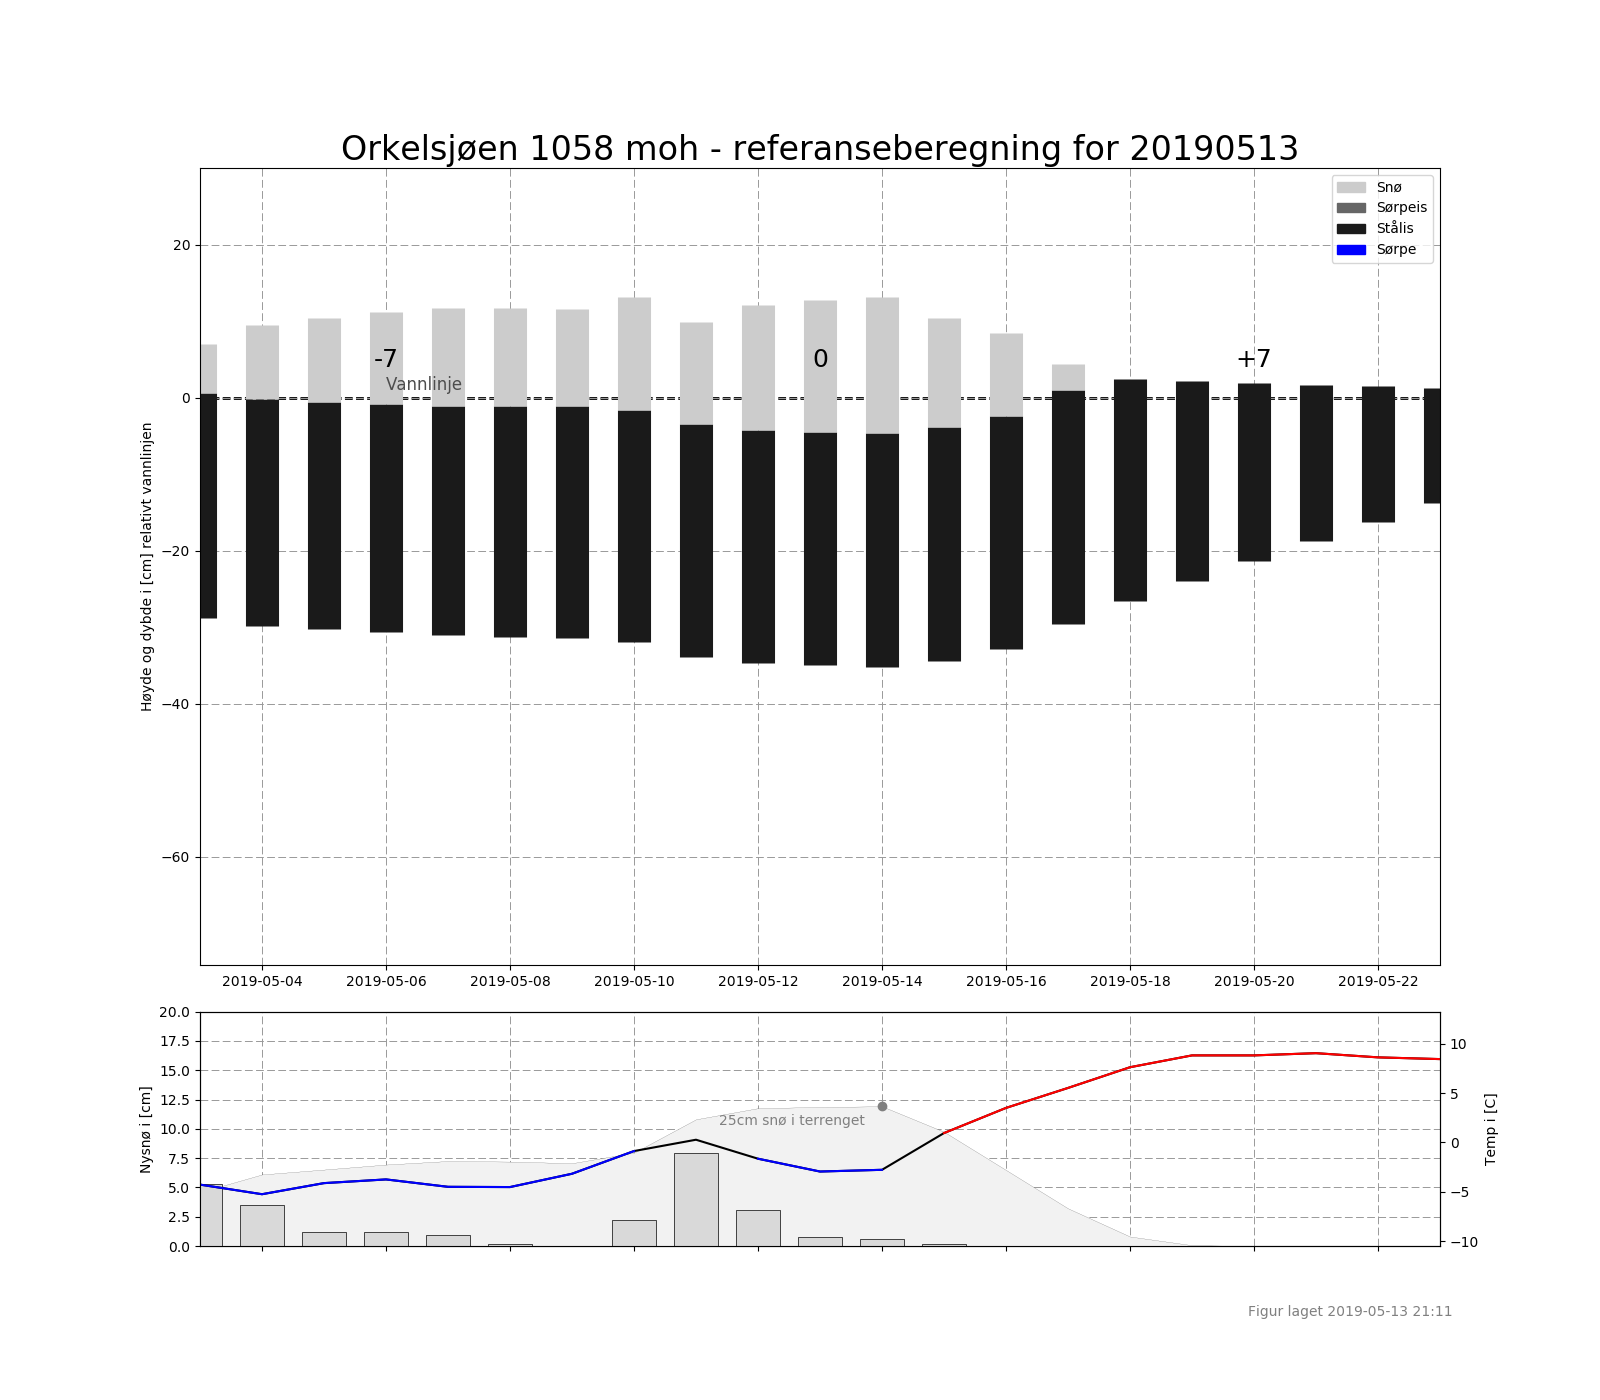 Orkelsjøen 1058 moh - referanseberegning for 20190513
Snø
Sørpeis
Stålis
Sørpe
20
0
−20
−40
−60
Høyde og dybde i [cm] relativt vannlinjen
-7
0
+7
Vannlinje
2019-05-04 2019-05-06 2019-05-08 2019-05-10 2019-05-12 2019-05-14 2019-05-16 2019-05-18 2019-05-20 2019-05-22
20.0
17.5
15.0
12.5
10.0
7.5
5.0
2.5
0.0
Nysnø i [cm]
25cm snø i terrenget
10
5
0
−5
−10
Temp i [C]
Figur laget 2019-05-13 21:11